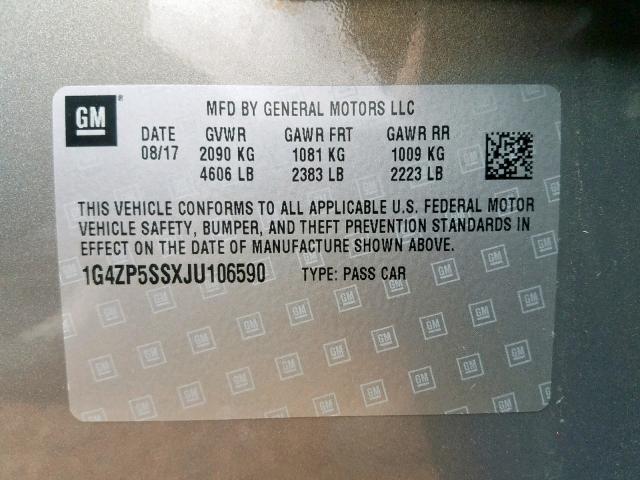 GM ® MFD BY GENERAL MOTORS LLC
DATE GVWR GAWR FRT GAWR RR
08/17 2090 KG 1081 KG 1009 KG
4606 LB 2383 LB 2223 LB
THIS VEHICLE CONFORMS TO ALL APPLICABLE U.S. FEDERAL MOTOR
VEHICLE SAFETY, BUMPER, AND THEFT PREVENTION STANDARDS IN
EFFECT ON THE DATE OF MANUFACTURE SHOWN ABOVE.
1G4ZP5SSXJU106590 TYPE: PASS CAR